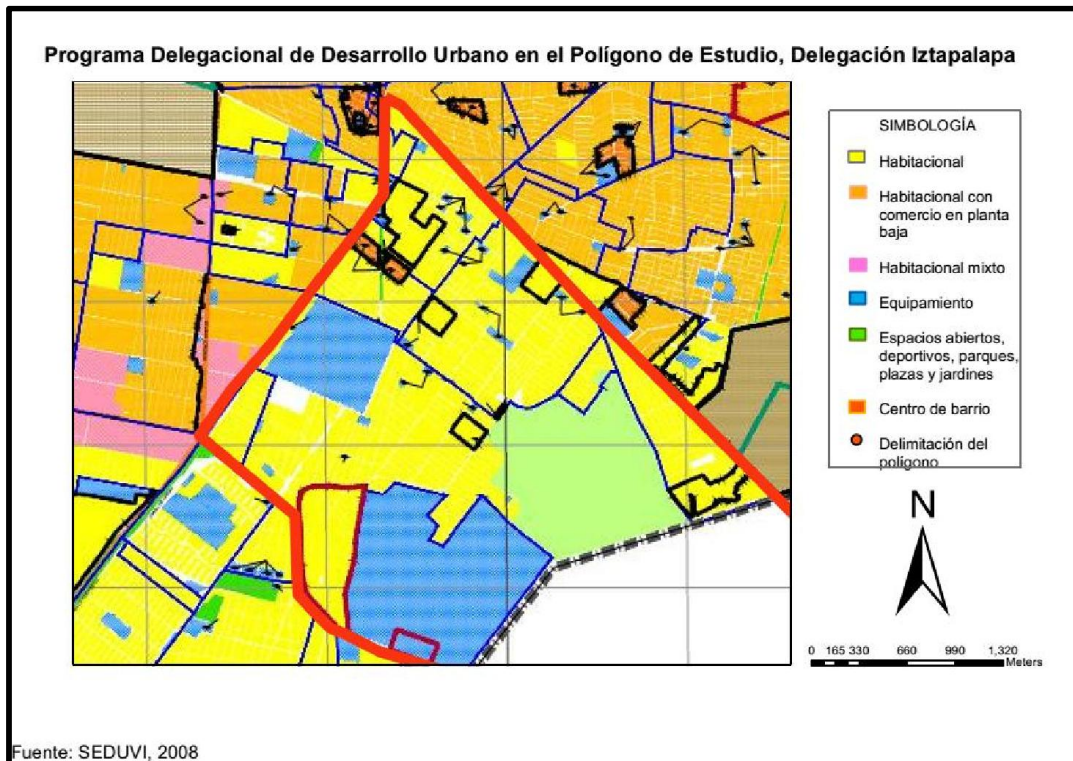 Programa Delegacional de Desarrollo Urbano en el Polígono de Estudio, Delegación Iztapalapa
SIMBOLOGÍA
Habitacional
Habitacional con
comercio en planta
baja
Habitacional mixto
Equipamiento
Espacios abiertos,
deportivos, parques,
plazas y jardines
Centro de barrio
Delimitación del
polígono
N
0 165 330 660 990 1,320
Meters
Fuente: SEDUVI, 2008